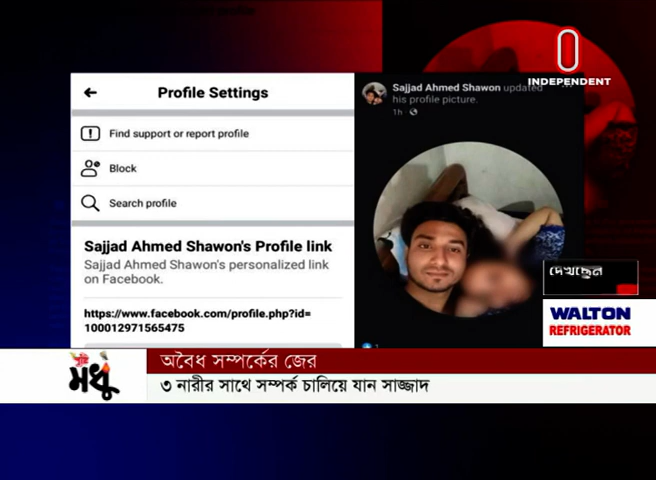 INDEPENDENT
Profile Settings
Find support or report profile
Block
Search profile
Sajjad Ahmed Shawon's Profile link
Sajjad Ahmed Shawon's personalized link
on Facebook.
https://www.facebook.com/profile.php?id=
100012971565475
Sajjad Ahmed Shawon updated
his profile picture.
1h
1
দেখছেন
WALTON
REFRIGERATOR
মধু
অবৈধ সম্পর্কের জের
৩ নারীর সাথে সম্পর্ক চালিয়ে যান সাজ্জাদ